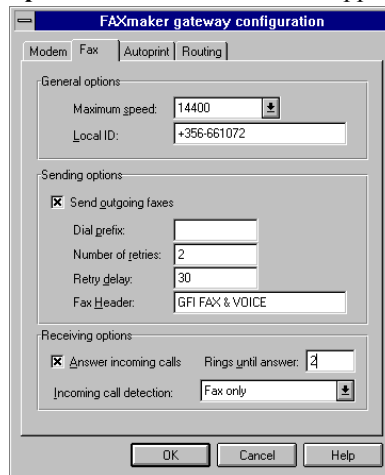 FAXmaker gateway configuration
Modem Fax Autoprint Routing
General options
Maximum speed: 14400
Local ID: +356-661072
Sending options
Send outgoing faxes
Dial prefix:
Number of retries: 2
Retry delay: 30
Fax Header: GFI FAX & VOICE
Receiving options
Answer incoming calls Rings until answer: 2
Incoming call detection: Fax only
OK Cancel Help